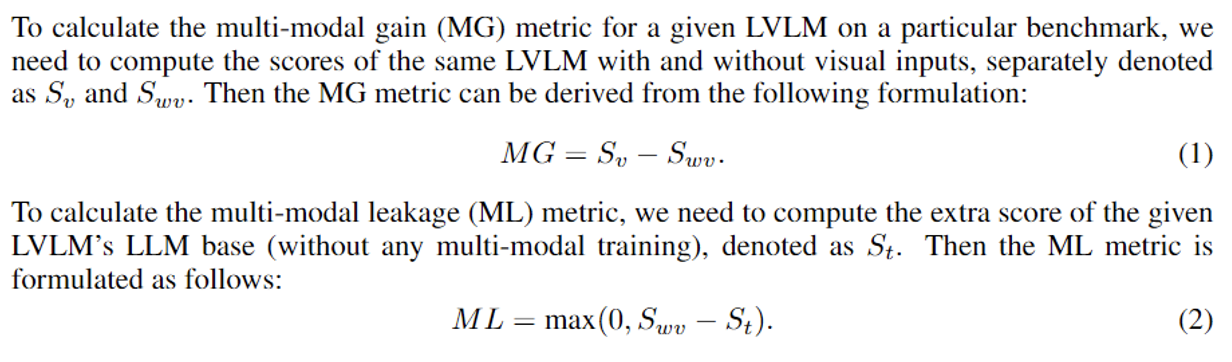 To calculate the multi-modal gain (MG) metric for a given LVLM on a particular benchmark, we
need to compute the scores of the same LVLM with and without visual inputs, separately denoted
as $S_v$ and $S_{wv}$. Then the MG metric can be derived from the following formulation:
$MG = S_v - S_{wv}.$ (1)
To calculate the multi-modal leakage (ML) metric, we need to compute the extra score of the given
LVLM's LLM base (without any multi-modal training), denoted as $S_t$. Then the ML metric is
formulated as follows:
$ML = \max(0, S_{wv} - S_t).$ (2)